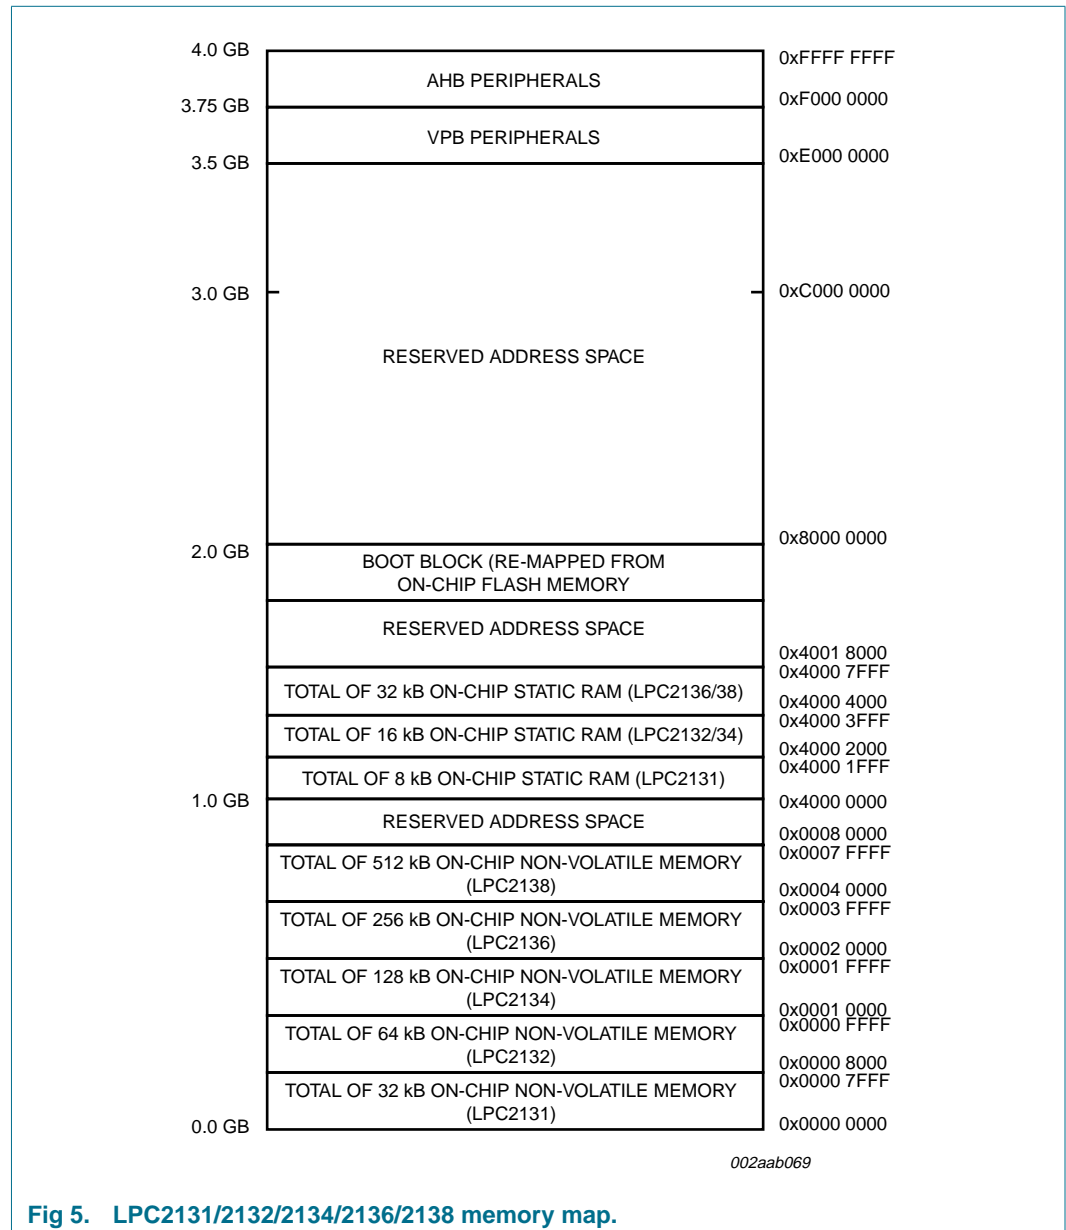 4.0 GB
0xFFFF FFFF
AHB PERIPHERALS
3.75 GB
0xF000 0000
VPB PERIPHERALS
3.5 GB
0xE000 0000
3.0 GB
0xC000 0000
RESERVED ADDRESS SPACE
2.0 GB
0x8000 0000
BOOT BLOCK (RE-MAPPED FROM
ON-CHIP FLASH MEMORY
RESERVED ADDRESS SPACE
0x4001 8000
0x4000 7FFF
TOTAL OF 32 kB ON-CHIP STATIC RAM (LPC2136/38)
0x4000 4000
0x4000 3FFF
TOTAL OF 16 kB ON-CHIP STATIC RAM (LPC2132/34)
0x4000 2000
0x4000 1FFF
TOTAL OF 8 kB ON-CHIP STATIC RAM (LPC2131)
1.0 GB
0x4000 0000
RESERVED ADDRESS SPACE
0x0008 0000
0x0007 FFFF
TOTAL OF 512 kB ON-CHIP NON-VOLATILE MEMORY
(LPC2138)
0x0004 0000
0x0003 FFFF
TOTAL OF 256 kB ON-CHIP NON-VOLATILE MEMORY
(LPC2136)
0x0002 0000
0x0001 FFFF
TOTAL OF 128 kB ON-CHIP NON-VOLATILE MEMORY
(LPC2134)
0x0001 0000
0x0000 FFFF
TOTAL OF 64 kB ON-CHIP NON-VOLATILE MEMORY
(LPC2132)
0x0000 8000
0x0000 7FFF
TOTAL OF 32 kB ON-CHIP NON-VOLATILE MEMORY
(LPC2131)
0.0 GB
0x0000 0000
002aab069
Fig 5. LPC2131/2132/2134/2136/2138 memory map.